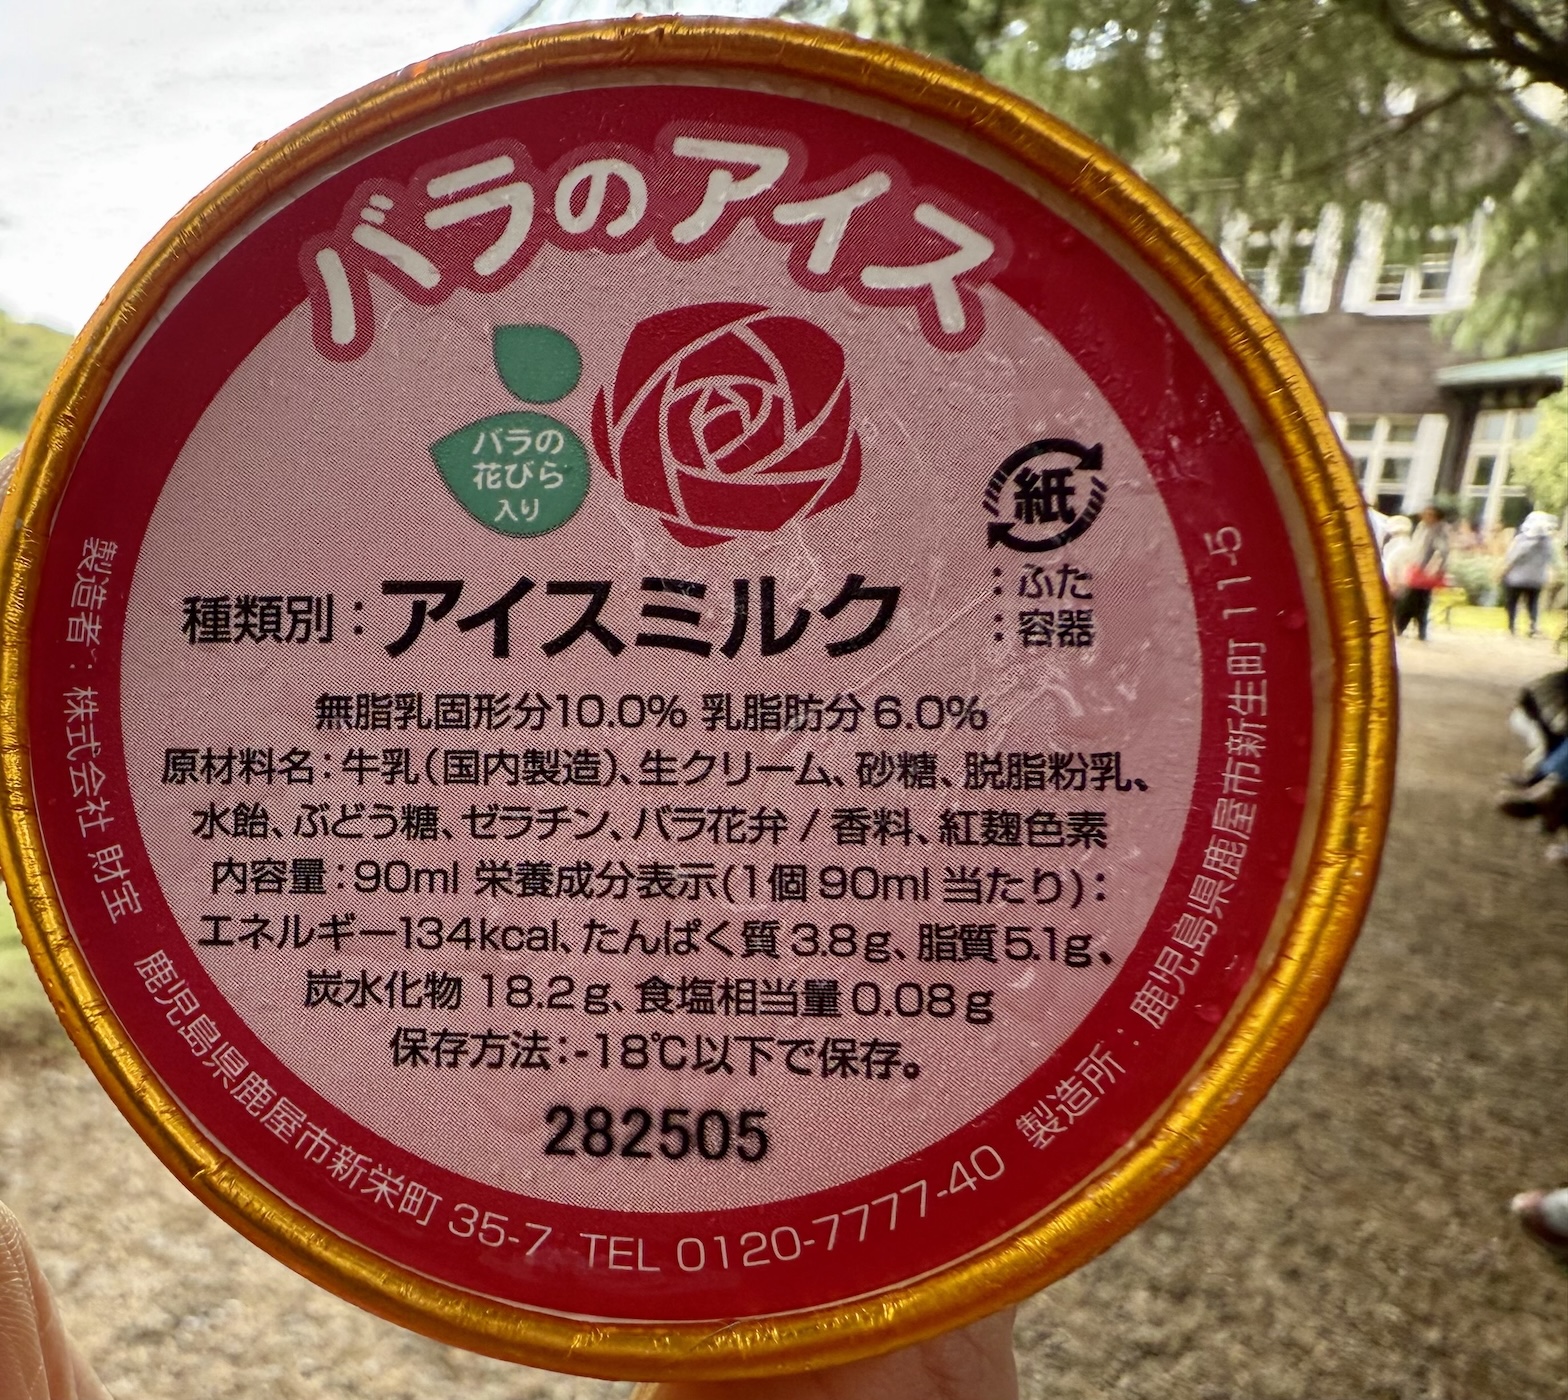 バラのアイス
バラの
花びら
入り
紙
:ふた
:容器
種類別:アイスミルク
無脂乳固形分10.0% 乳脂肪分6.0%
原材料名:牛乳(国内製造)、生クリーム、砂糖、脱脂粉乳、
水飴、ぶどう糖、ゼラチン、バラ花弁/香料、紅麹色素
内容量:90ml 栄養成分表示(1個90ml当たり):
エネルギー134kcal、たんぱく質3.8g、脂質5.1g、
炭水化物 18.2g、食塩相当量0.08g
保存方法:-18℃以下で保存。
282505
製造者:株式会社 財宝 鹿児島県鹿屋市新栄町 35-7 TEL 0120-7777-40 製造所:鹿児島県鹿屋市新生町 11-5